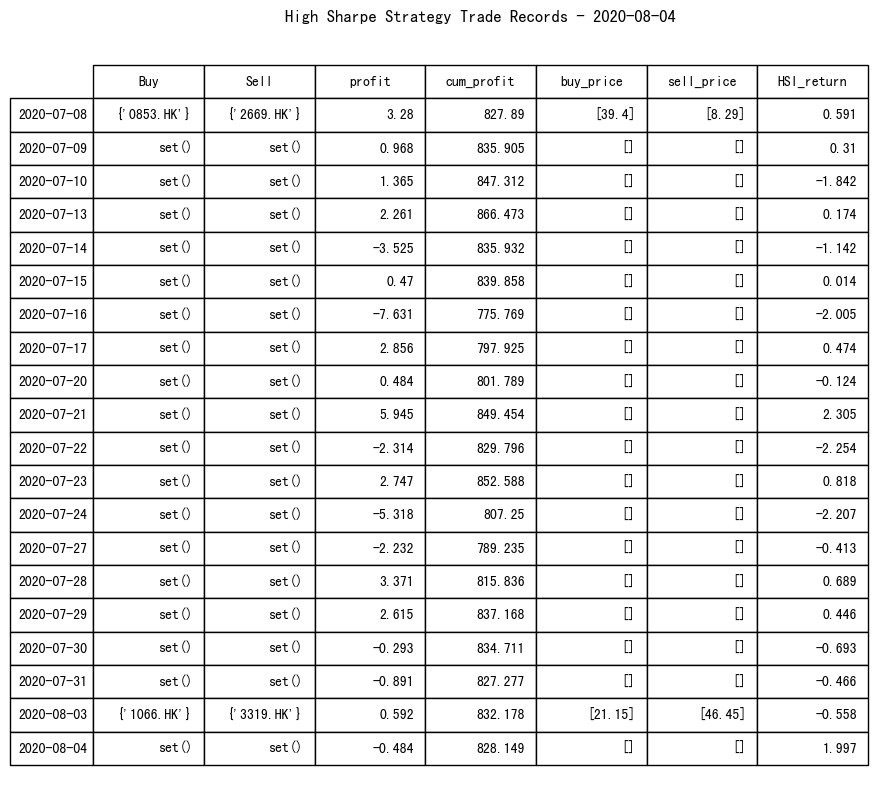 High Sharpe Strategy Trade Records - 2020-08-04
Buy Sell profit cum_profit buy_price sell_price HSI_return
2020-07-08 {'0853.HK'} {'2669.HK'} 3.28 827.89 [39.4] [8.29] 0.591
2020-07-09 set() set() 0.968 835.905 [] [] 0.31
2020-07-10 set() set() 1.365 847.312 [] [] -1.842
2020-07-13 set() set() 2.261 866.473 [] [] 0.174
2020-07-14 set() set() -3.525 835.932 [] [] -1.142
2020-07-15 set() set() 0.47 839.858 [] [] 0.014
2020-07-16 set() set() -7.631 775.769 [] [] -2.005
2020-07-17 set() set() 2.856 797.925 [] [] 0.474
2020-07-20 set() set() 0.484 801.789 [] [] -0.124
2020-07-21 set() set() 5.945 849.454 [] [] 2.305
2020-07-22 set() set() -2.314 829.796 [] [] -2.254
2020-07-23 set() set() 2.747 852.588 [] [] 0.818
2020-07-24 set() set() -5.318 807.25 [] [] -2.207
2020-07-27 set() set() -2.232 789.235 [] [] -0.413
2020-07-28 set() set() 3.371 815.836 [] [] 0.689
2020-07-29 set() set() 2.615 837.168 [] [] 0.446
2020-07-30 set() set() -0.293 834.711 [] [] -0.693
2020-07-31 set() set() -0.891 827.277 [] [] -0.466
2020-08-03 {'1066.HK'} {'3319.HK'} 0.592 832.178 [21.15] [46.45] -0.558
2020-08-04 set() set() -0.484 828.149 [] [] 1.997